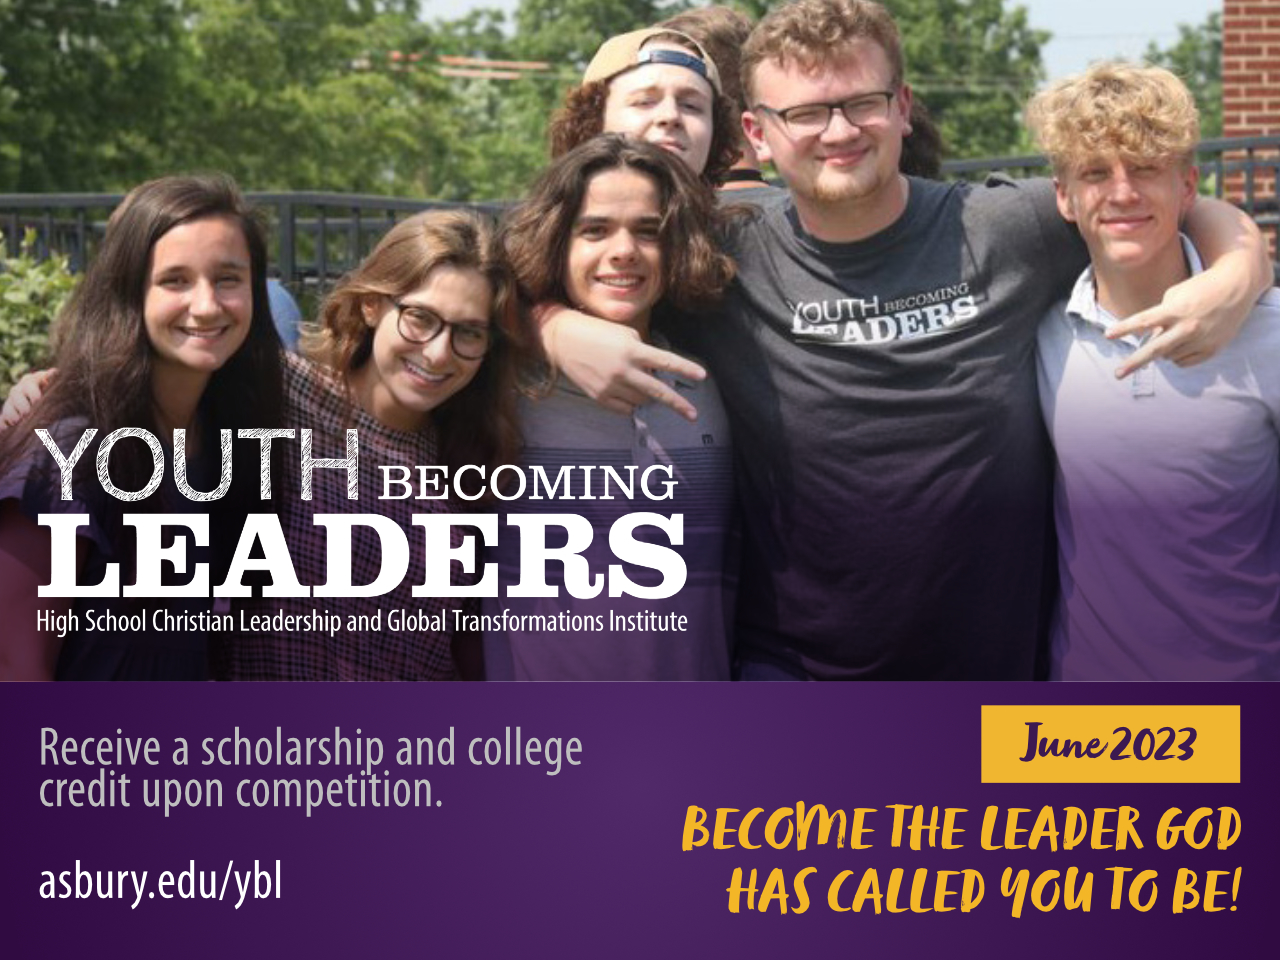 YOUTH BECOMING
LEADERS
YOUTH BECOMING
LEADERS
High School Christian Leadership and Global Transformations Institute
Receive a scholarship and college
credit upon competition.
asbury.edu/ybl
June 2023
BECOME THE LEADER GOD
HAS CALLED YOU TO BE!